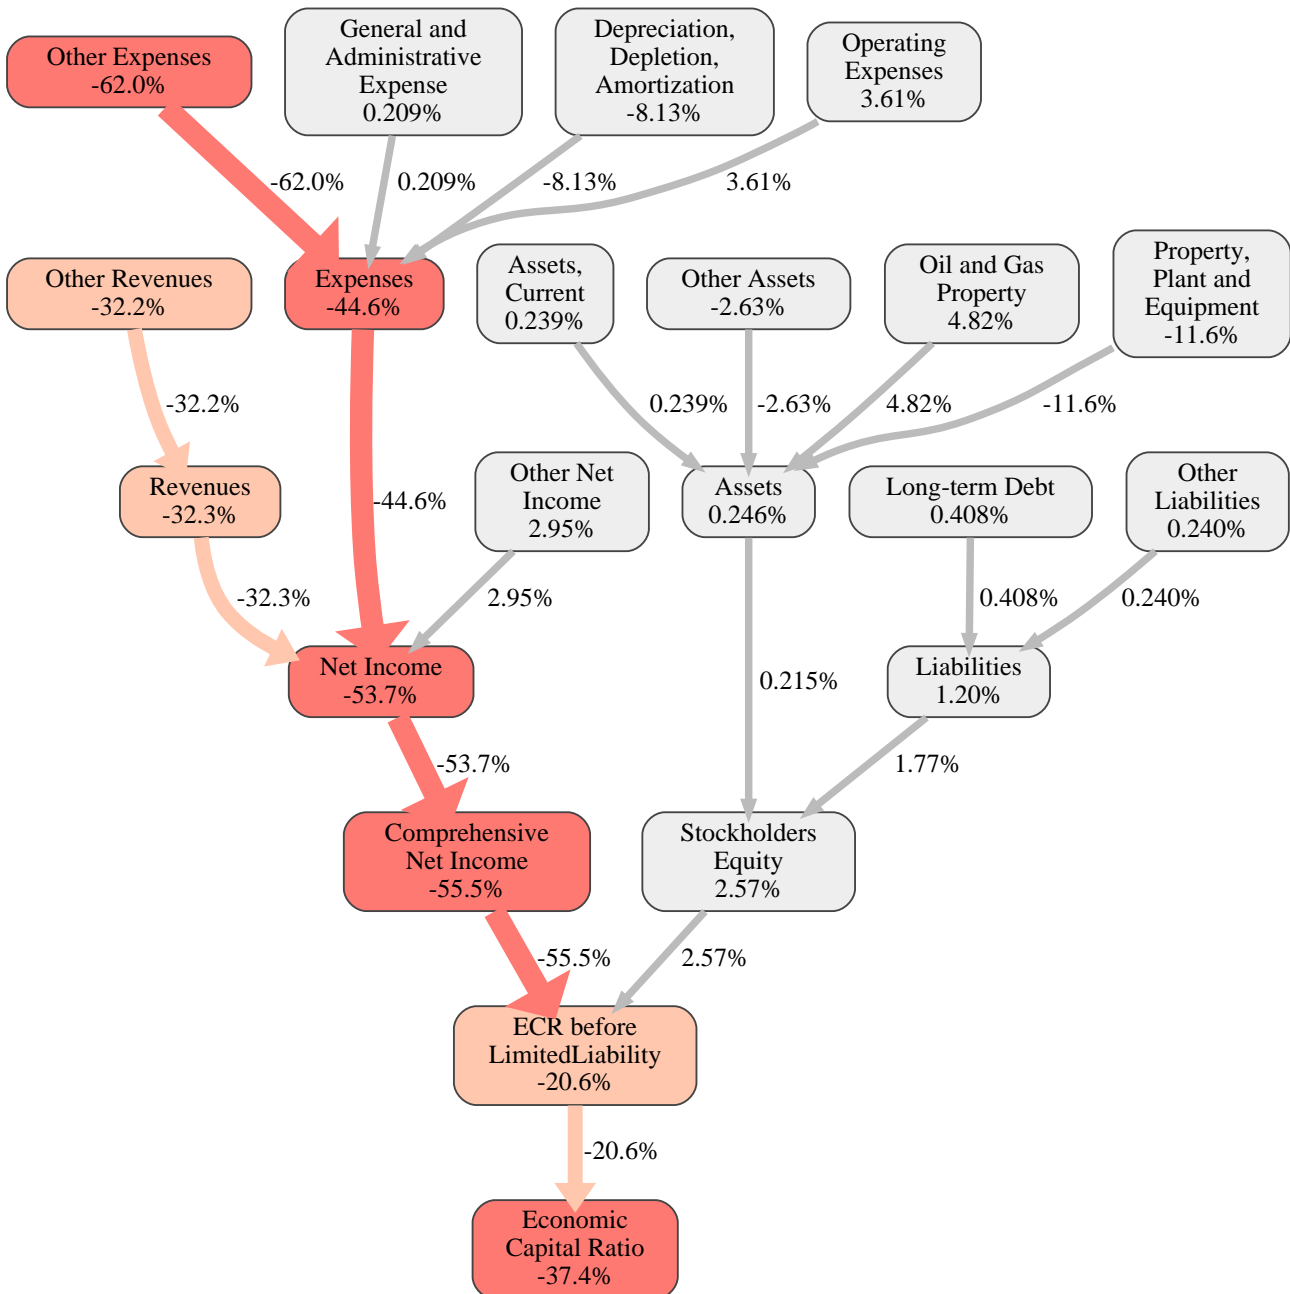 Other Expenses
-62.0%
General and
Administrative
Expense
0.209%
Depreciation,
Depletion,
Amortization
-8.13%
Operating
Expenses
3.61%
-62.0%
0.209%
-8.13%
3.61%
Other Revenues
-32.2%
Expenses
-44.6%
Assets,
Current
0.239%
Other Assets
-2.63%
Oil and Gas
Property
4.82%
Property,
Plant and
Equipment
-11.6%
-32.2%
0.239%
-2.63%
4.82%
-11.6%
Revenues
-32.3%
-44.6%
Other Net
Income
2.95%
Assets
0.246%
Long-term Debt
0.408%
Other
Liabilities
0.240%
-32.3%
2.95%
0.408%
0.240%
Net Income
-53.7%
0.215%
Liabilities
1.20%
-53.7%
1.77%
Comprehensive
Net Income
-55.5%
Stockholders
Equity
2.57%
-55.5%
2.57%
ECR before
LimitedLiability
-20.6%
-20.6%
Economic
Capital Ratio
-37.4%